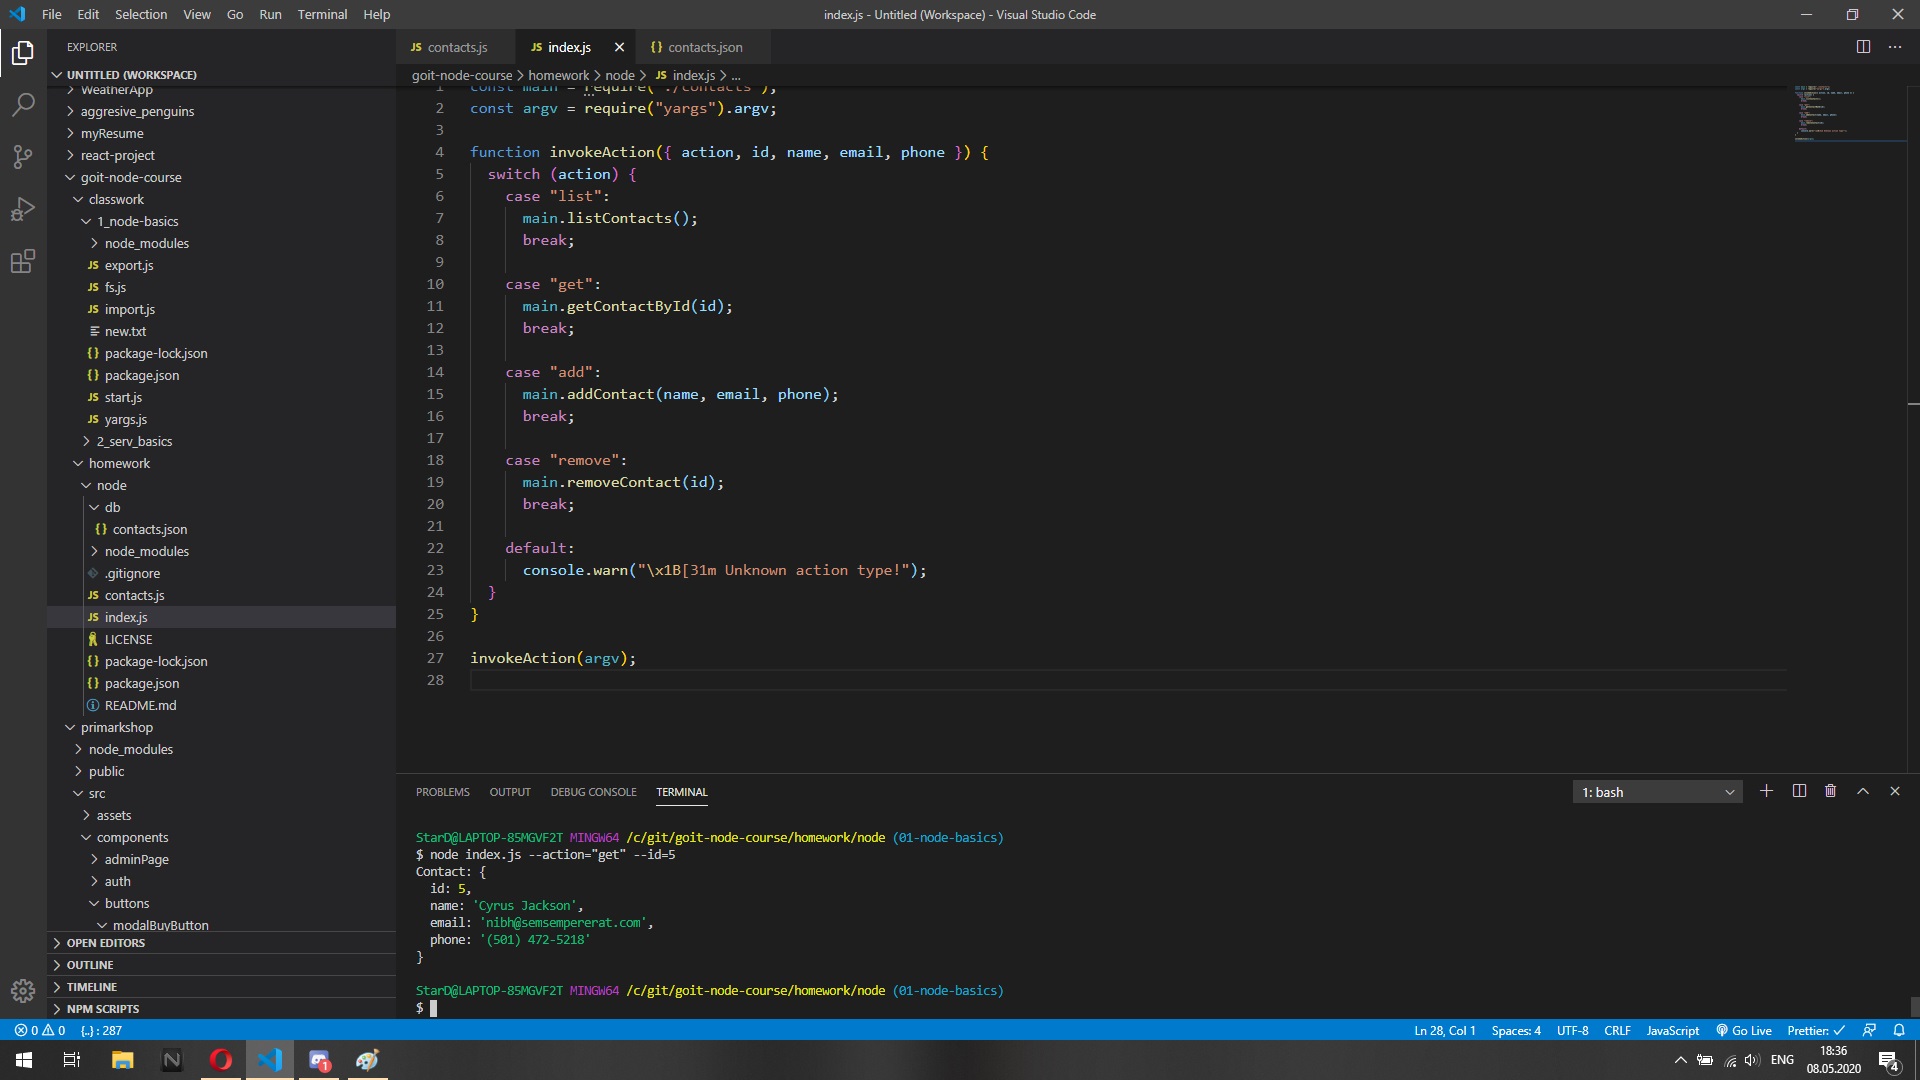 File Edit Selection View Go Run Terminal Help
index.js - Untitled (Workspace) - Visual Studio Code
EXPLORER
UNTITLED (WORKSPACE)
WeatherApp
aggresive_penguins
myResume
react-project
goit-node-course
classwork
1_node-basics
node_modules
JS export.js
JS fs.js
JS import.js
new.txt
{} package-lock.json
{} package.json
JS start.js
JS yargs.js
2_serv_basics
homework
node
db
{} contacts.json
node_modules
.gitignore
JS contacts.js
JS index.js
LICENSE
{} package-lock.json
{} package.json
README.md
primarkshop
node_modules
public
src
assets
components
adminPage
auth
buttons
modalBuyButton
OPEN EDITORS
OUTLINE
TIMELINE
NPM SCRIPTS
JS contacts.js JS index.js {} contacts.json
goit-node-course > homework > node > JS index.js > ...
1 const main = require("./contacts");
2 const argv = require("yargs").argv;
3
4 function invokeAction({ action, id, name, email, phone }) {
5 switch (action) {
6 case "list":
7 main.listContacts();
8 break;
9
10 case "get":
11 main.getContactById(id);
12 break;
13
14 case "add":
15 main.addContact(name, email, phone);
16 break;
17
18 case "remove":
19 main.removeContact(id);
20 break;
21
22 default:
23 console.warn("\x1B[31m Unknown action type!");
24 }
25 }
26
27 invokeAction(argv);
28
PROBLEMS OUTPUT DEBUG CONSOLE TERMINAL 1: bash
StarD@LAPTOP-85MGVF2T MINGW64 /c/git/goit-node-course/homework/node (01-node-basics)
$ node index.js --action="get" --id=5
Contact: {
id: 5,
name: 'Cyrus Jackson',
email: 'nibh@semsempererat.com',
phone: '(501) 472-5218'
}
StarD@LAPTOP-85MGVF2T MINGW64 /c/git/goit-node-course/homework/node (01-node-basics)
$
0 0 {..} : 287 Ln 28, Col 1 Spaces: 4 UTF-8 CRLF JavaScript Go Live Prettier: ✓
1 ENG 18:36
08.05.2020
4